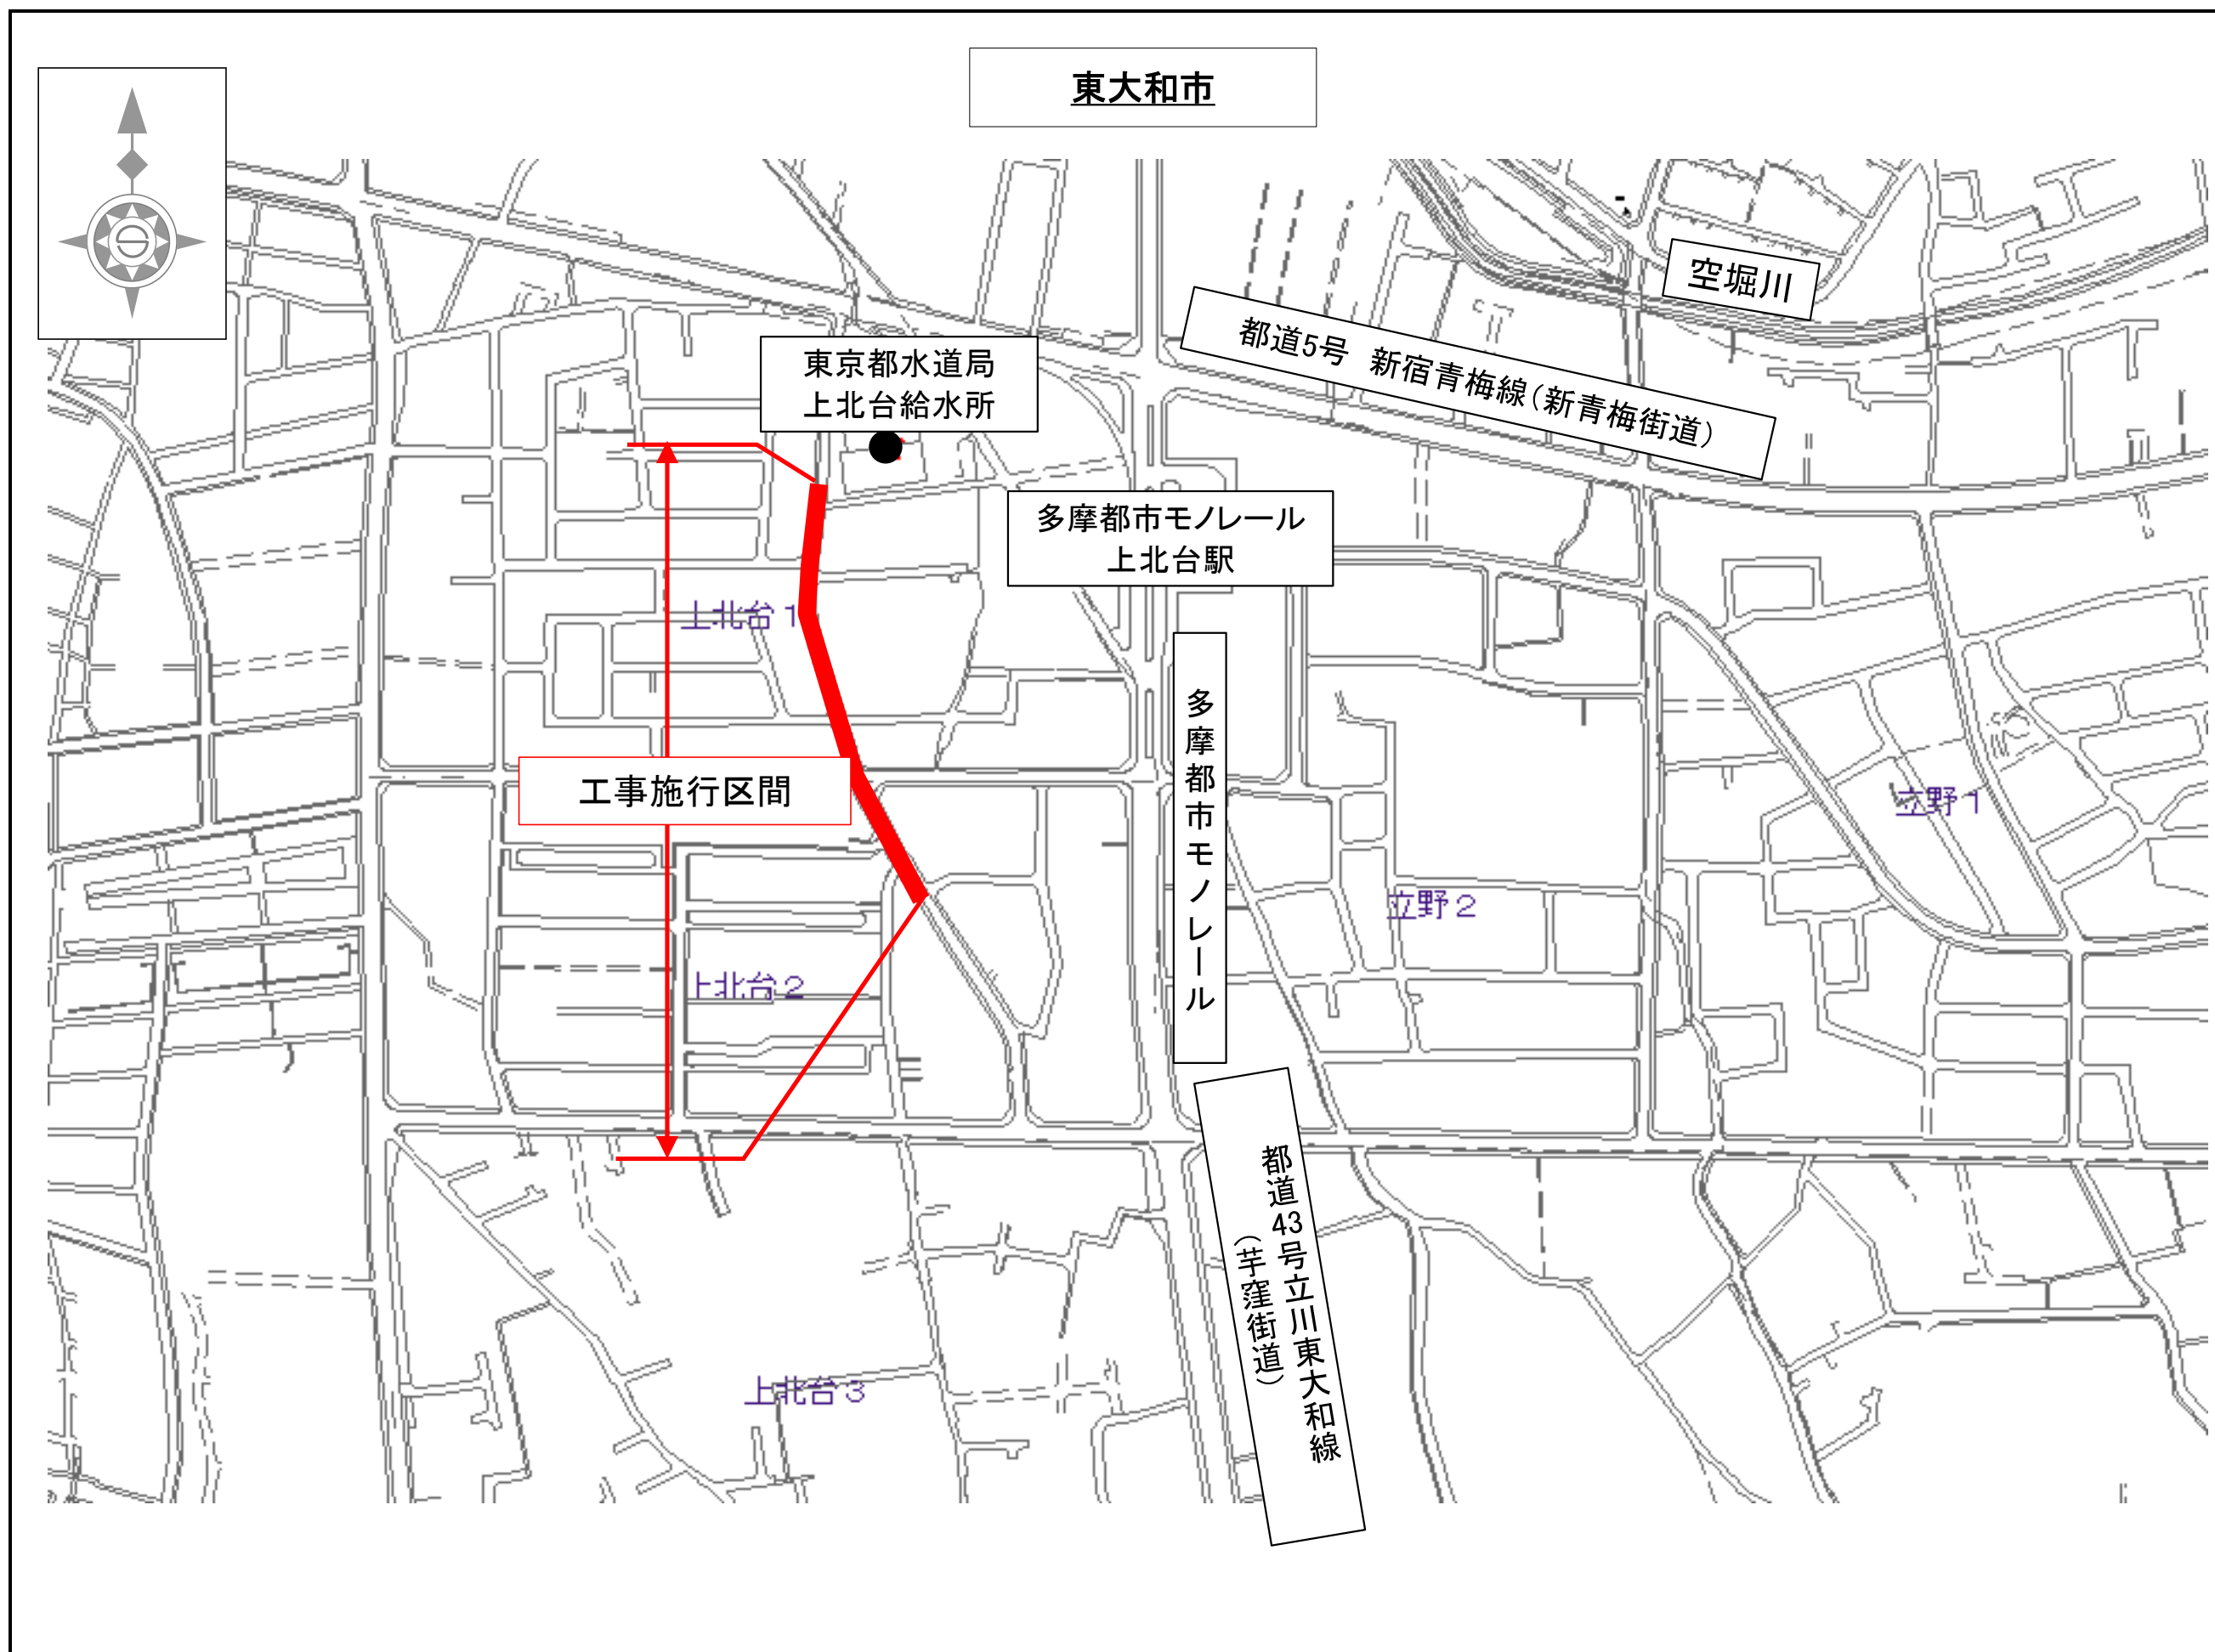 東大和市
空堀川
都道5号　新宿青梅線（新青梅街道）
東京都水道局
上北台給水所
多摩都市モノレール
上北台駅
上北台1
多摩都市モノレール
工事施行区間
立野1
立野2
上北台2
都道43号立川東大和線
（芋窪街道）
上北台3